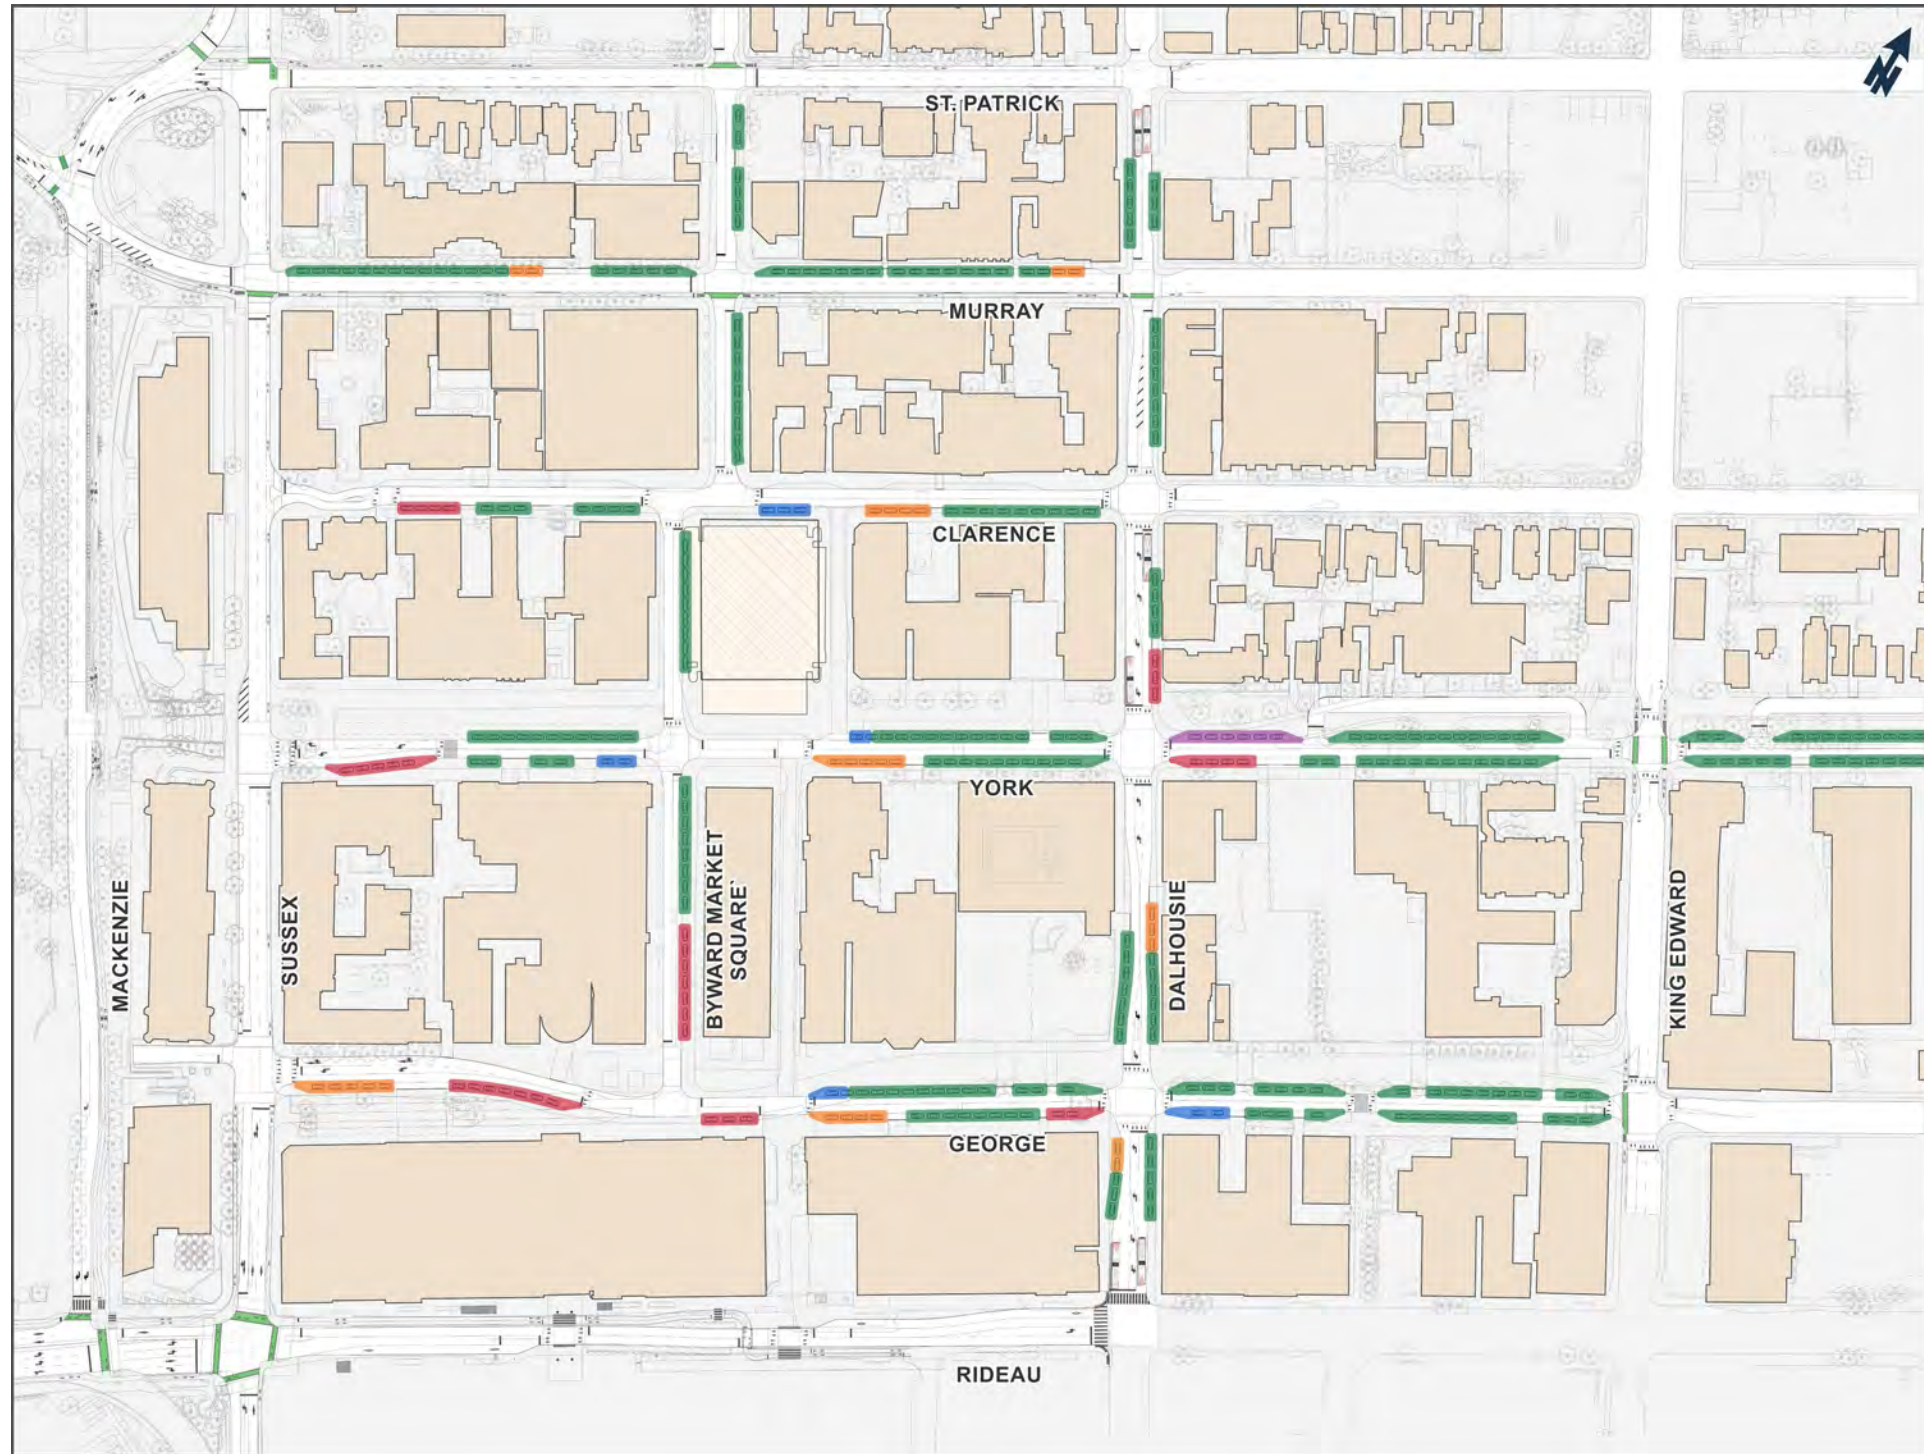 N
ST. PATRICK
MURRAY
CLARENCE
YORK
MACKENZIE
SUSSEX
BYWARD MARKET
SQUARE
DALHOUSIE
KING EDWARD
GEORGE
RIDEAU